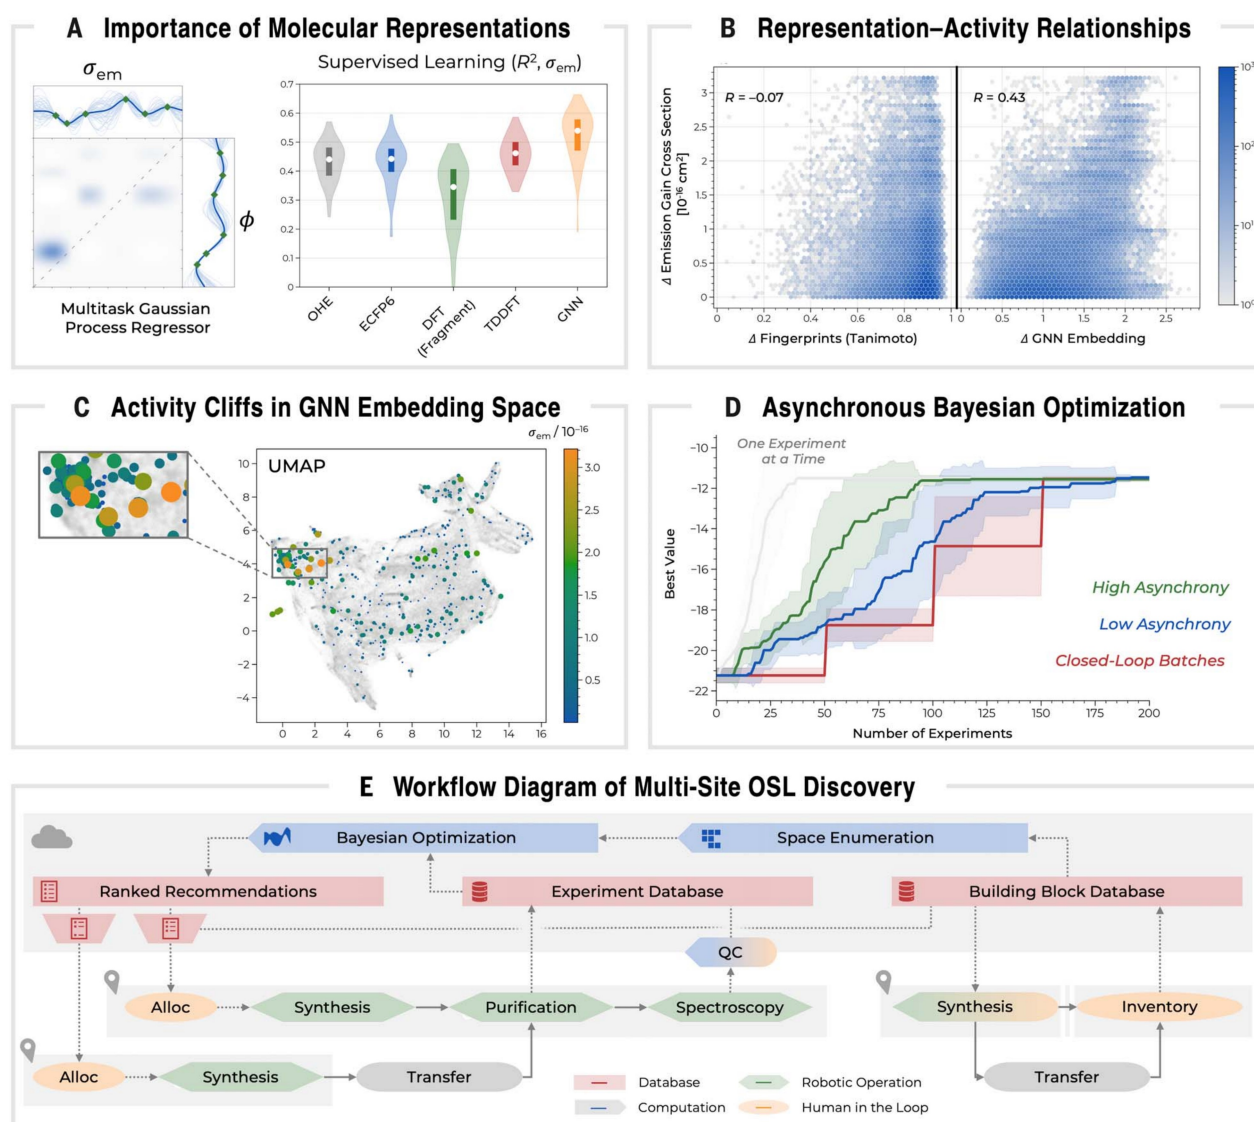 A Importance of Molecular Representations
σem
ϕ
Multitask Gaussian
Process Regressor
Supervised Learning (R², σem)
0.7
0.6
0.5
0.4
0.3
0.2
0.1
0
OHE
ECFP6
DFT
(Fragment)
TDDFT
GNN
B Representation–Activity Relationships
Δ Emission Gain Cross Section
[10⁻¹⁶ cm²]
3
2.5
2
1.5
1
0.5
0
R = –0.07
R = 0.43
0 0.2 0.4 0.6 0.8 1
0 0.5 1 1.5 2 2.5
Δ Fingerprints (Tanimoto)
Δ GNN Embedding
10³
10²
10¹
10⁰
C Activity Cliffs in GNN Embedding Space
σem / 10⁻¹⁶
UMAP
10
8
6
4
2
0
−2
−4
0 2 4 6 8 10 12 14 16
3.0
2.5
2.0
1.5
1.0
0.5
D Asynchronous Bayesian Optimization
Best Value
−10
−12
−14
−16
−18
−20
−22
One Experiment
at a Time
High Asynchrony
Low Asynchrony
Closed-Loop Batches
0 25 50 75 100 125 150 175 200
Number of Experiments
E Workflow Diagram of Multi-Site OSL Discovery
Bayesian Optimization
Space Enumeration
Ranked Recommendations
Experiment Database
Building Block Database
QC
Alloc
Synthesis
Purification
Spectroscopy
Synthesis
Inventory
Alloc
Synthesis
Transfer
Transfer
Database
Robotic Operation
Computation
Human in the Loop